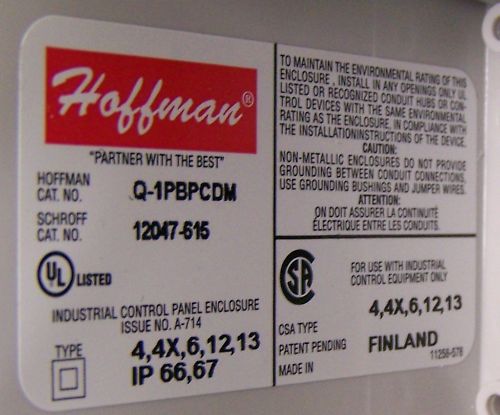 Hoffman®
"PARTNER WITH THE BEST"
HOFFMAN
CAT. NO.
Q-1PBPCDM
SCHROFF
CAT. NO.
12047-615
UL LISTED
INDUSTRIAL CONTROL PANEL ENCLOSURE
ISSUE NO. A-714
TYPE
4,4X,6,12,13
IP 66,67
TO MAINTAIN THE ENVIRONMENTAL RATING OF THIS
ENCLOSURE , INSTALL IN ANY OPENINGS ONLY UL
LISTED OR RECOGNIZED CONDUIT HUBS OR CON-
TROL DEVICES WITH THE SAME ENVIRONMENTAL
RATING AS THE ENCLOSURE, IN COMPLIANCE WITH
THE INSTALLATIONINSTRUCTIONS OF THE DEVICE.
CAUTION:
NON-METALLIC ENCLOSURES DO NOT PROVIDE
GROUNDING BETWEEN CONDUIT CONNECTIONS,
USE GROUNDING BUSHINGS AND JUMPER WIRES.
ATTENTION:
ON DOIT ASSURER LA CONTINUITÉ
ÉLECTRIQUE ENTRE LES CONDUITS.
SA
FOR USE WITH INDUSTRIAL
CONTROL EQUIPMENT ONLY
CSA TYPE
4,4X,6,12,13
PATENT PENDING
MADE IN
FINLAND
11258-578